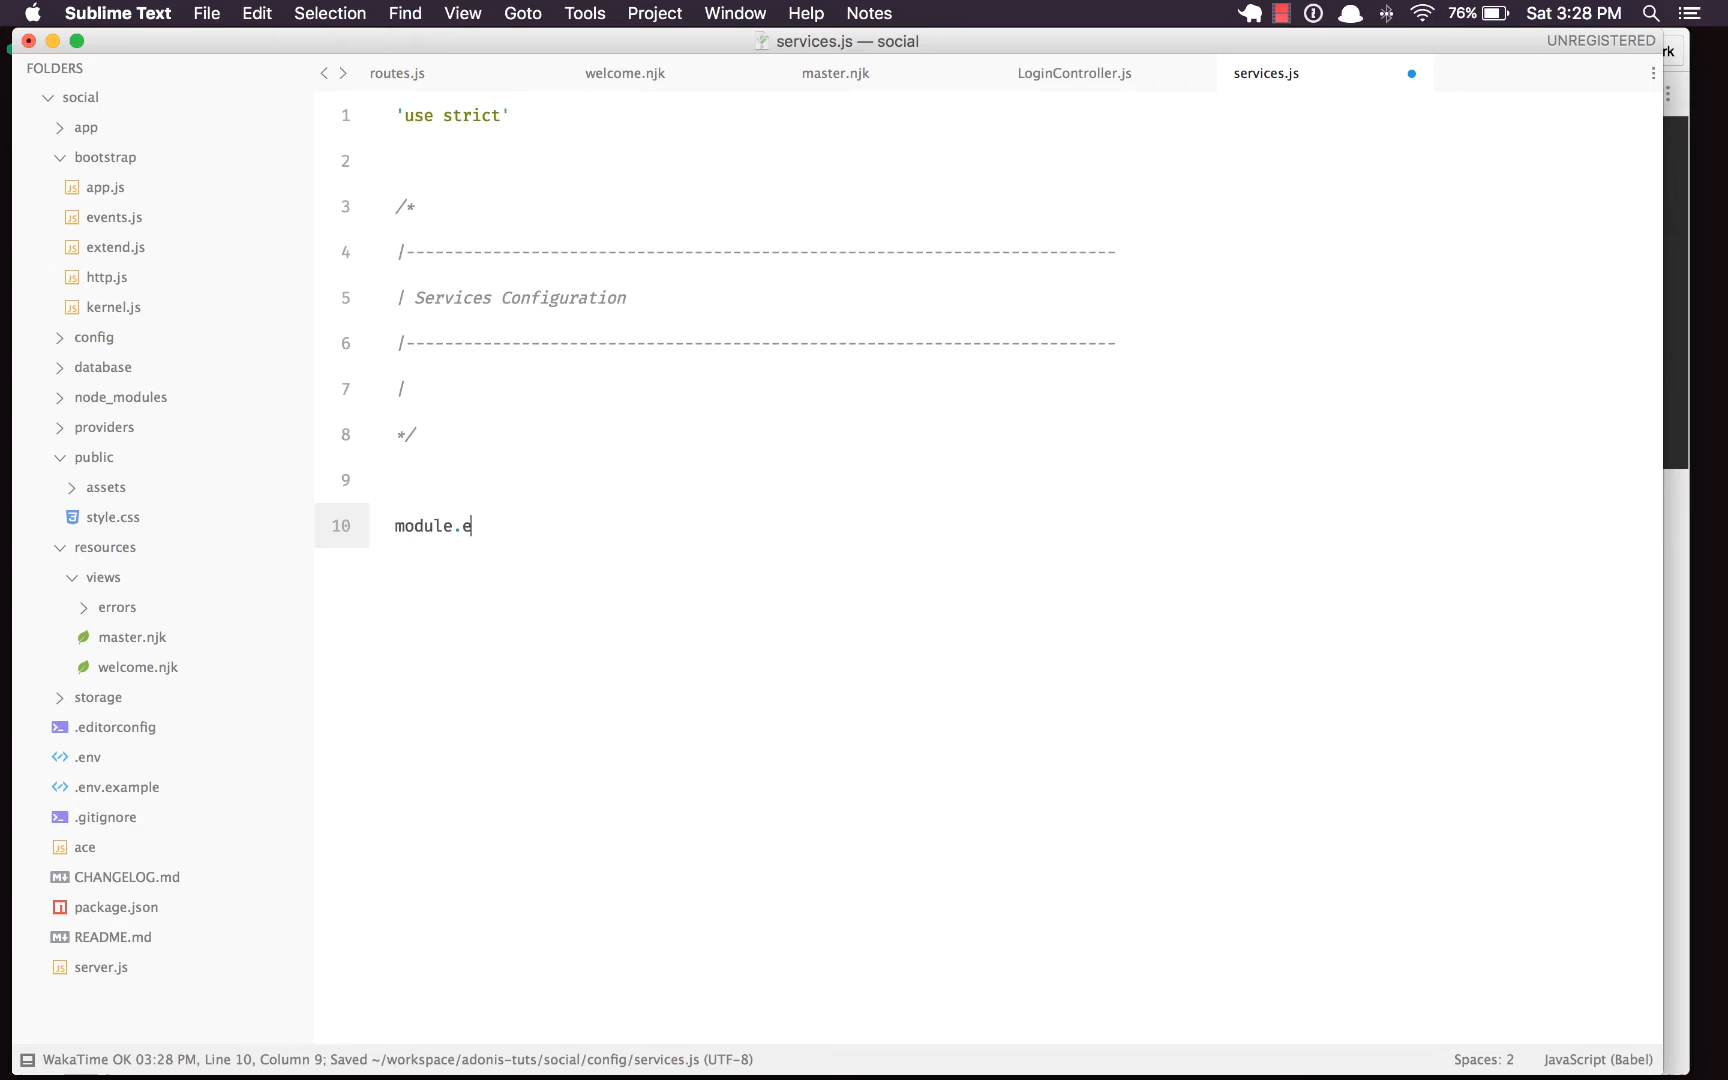 Sublime Text File Edit Selection Find View Goto Tools Project Window Help Notes 76% Sat 3:28 PM
services.js — social UNREGISTERED
rk
FOLDERS
routes.js welcome.njk master.njk LoginController.js services.js
social
app
bootstrap
app.js
events.js
extend.js
http.js
kernel.js
config
database
node_modules
providers
public
assets
style.css
resources
views
errors
master.njk
welcome.njk
storage
.editorconfig
.env
.env.example
.gitignore
ace
CHANGELOG.md
package.json
README.md
server.js
1 'use strict'
2
3 /*
4 |--------------------------------------------------------------------------
5 | Services Configuration
6 |--------------------------------------------------------------------------
7 |
8 */
9
10 module.e
WakaTime OK 03:28 PM, Line 10, Column 9; Saved ~/workspace/adonis-tuts/social/config/services.js (UTF-8) Spaces: 2 JavaScript (Babel)